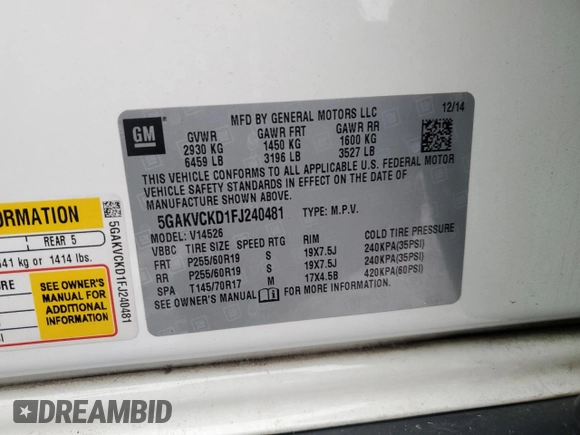 GM
MFD BY GENERAL MOTORS LLC 12/14
GVWR GAWR FRT GAWR RR
2930 KG 1450 KG 1600 KG
6459 LB 3196 LB 3527 LB
THIS VEHICLE CONFORMS TO ALL APPLICABLE U.S. FEDERAL MOTOR
VEHICLE SAFETY STANDARDS IN EFFECT ON THE DATE OF
MANUFACTURE SHOWN ABOVE.
5GAKVCKD1FJ240481 TYPE: M.P.V.
MODEL: V14526
VBBC TIRE SIZE SPEED RTG RIM COLD TIRE PRESSURE
FRT P255/60R19 S 19X7.5J 240KPA(35PSI)
RR P255/60R19 S 19X7.5J 240KPA(35PSI)
SPA T145/70R17 M 17X4.5B 420KPA(60PSI)
SEE OWNER'S MANUAL FOR MORE INFORMATION.
ORMATION
REAR 5
641 kg or 1414 lbs.
SEE OWNER'S
MANUAL FOR
ADDITIONAL
INFORMATION
5GAKVCKD1FJ240481
DREAMBID